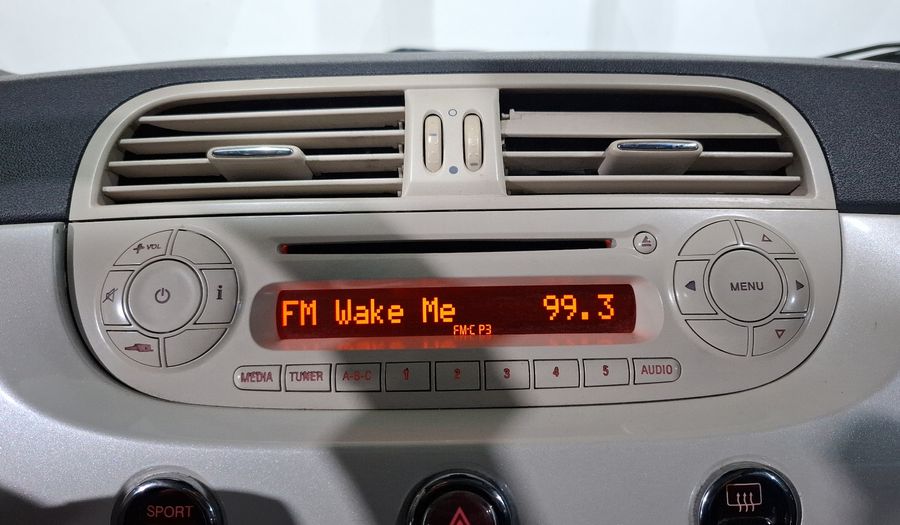 VOL
MENU
FM Wake Me 99.3
FM-C P3
MEDIA TUNER A-B-C 1 2 3 4 5 AUDIO
SPORT